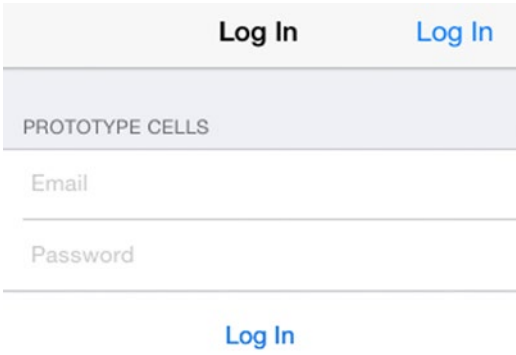 Log In Log In
PROTOTYPE CELLS
Email
Password
Log In